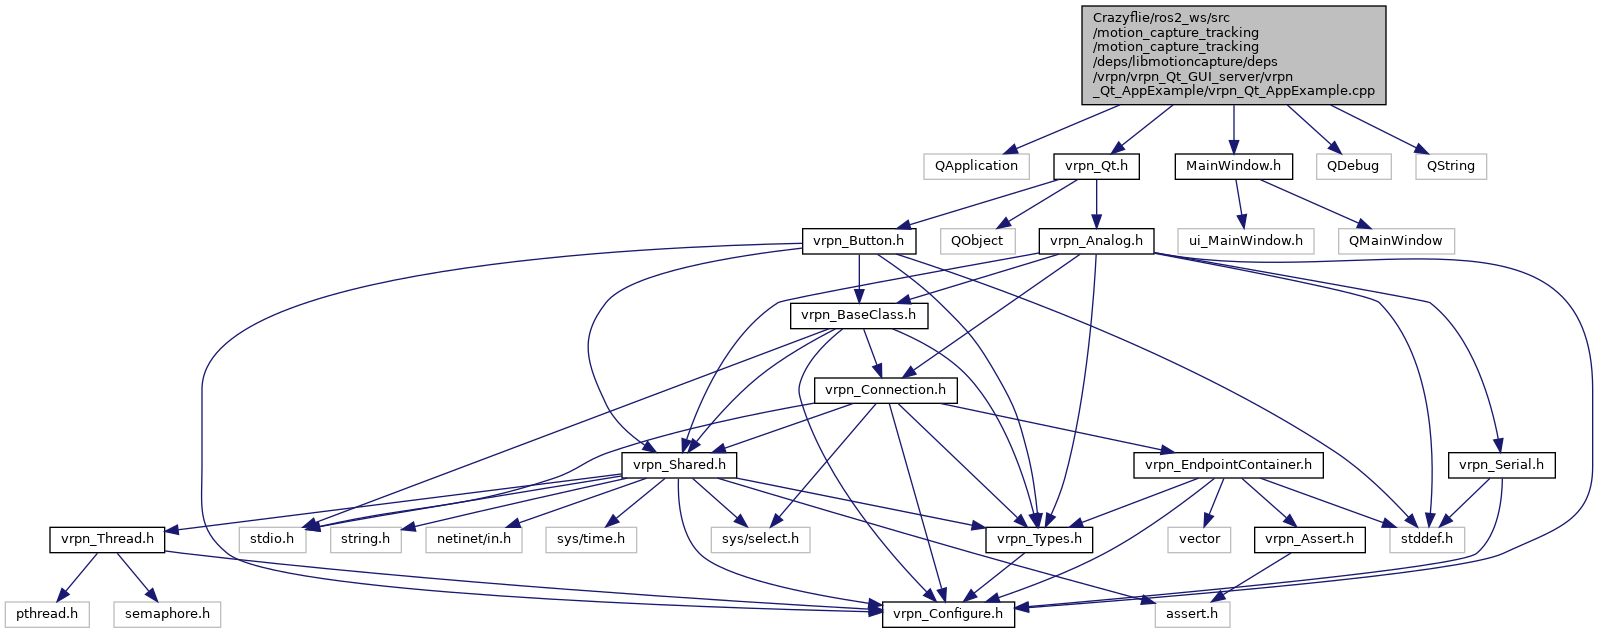 Crazyflie/ros2_ws/src
/motion_capture_tracking
/motion_capture_tracking
/deps/libmotioncapture/deps
/vrpn/vrpn_Qt_GUI_server/vrpn
_Qt_AppExample/vrpn_Qt_AppExample.cpp
QApplication
vrpn_Qt.h
MainWindow.h
QDebug
QString
vrpn_Button.h
QObject
vrpn_Analog.h
ui_MainWindow.h
QMainWindow
vrpn_BaseClass.h
vrpn_Connection.h
vrpn_Shared.h
vrpn_EndpointContainer.h
vrpn_Serial.h
vrpn_Thread.h
stdio.h
string.h
netinet/in.h
sys/time.h
sys/select.h
vrpn_Types.h
vector
vrpn_Assert.h
stddef.h
pthread.h
semaphore.h
vrpn_Configure.h
assert.h